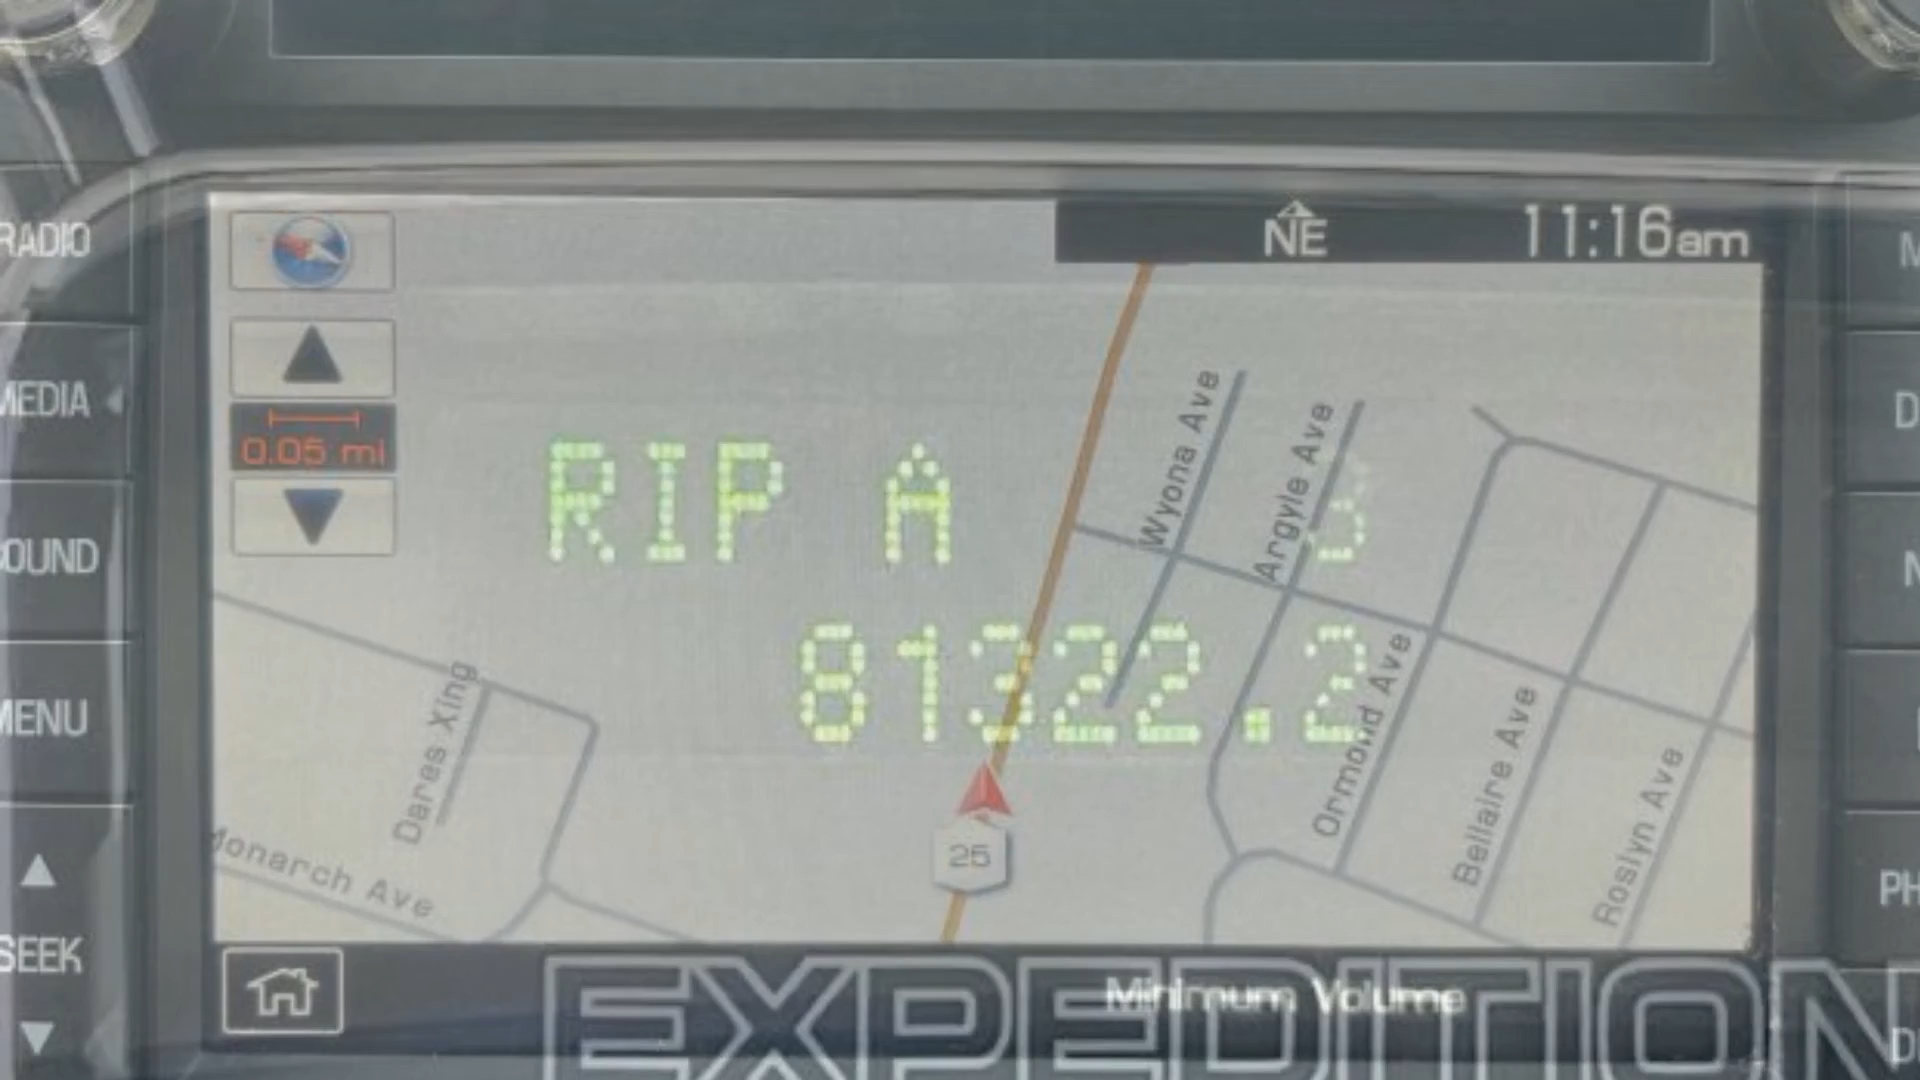 RADIO
NE
11:16am
MEDIA
0.05 mi
Wyona Ave
Argyle Ave
RIP A 3
SOUND
81322.2
MENU
Dares Xing
Ormond Ave
Bellaire Ave
Roslyn Ave
25
Monarch Ave
SEEK
Minimum Volume
EXPEDITION